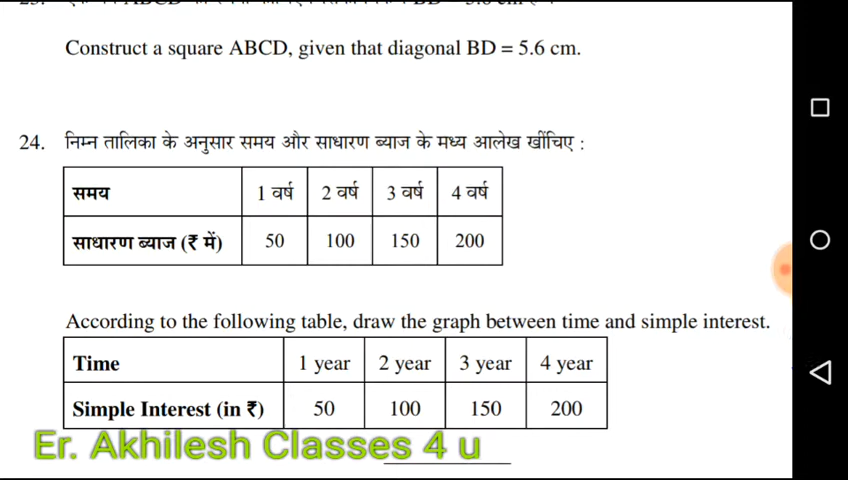 Construct a square ABCD, given that diagonal BD = 5.6 cm.
24. निम्न तालिका के अनुसार समय और साधारण ब्याज के मध्य आलेख खींचिए :
समय 1 वर्ष 2 वर्ष 3 वर्ष 4 वर्ष
साधारण ब्याज (₹ में) 50 100 150 200
According to the following table, draw the graph between time and simple interest.
Time 1 year 2 year 3 year 4 year
Simple Interest (in ₹) 50 100 150 200
Er. Akhilesh Classes 4 u